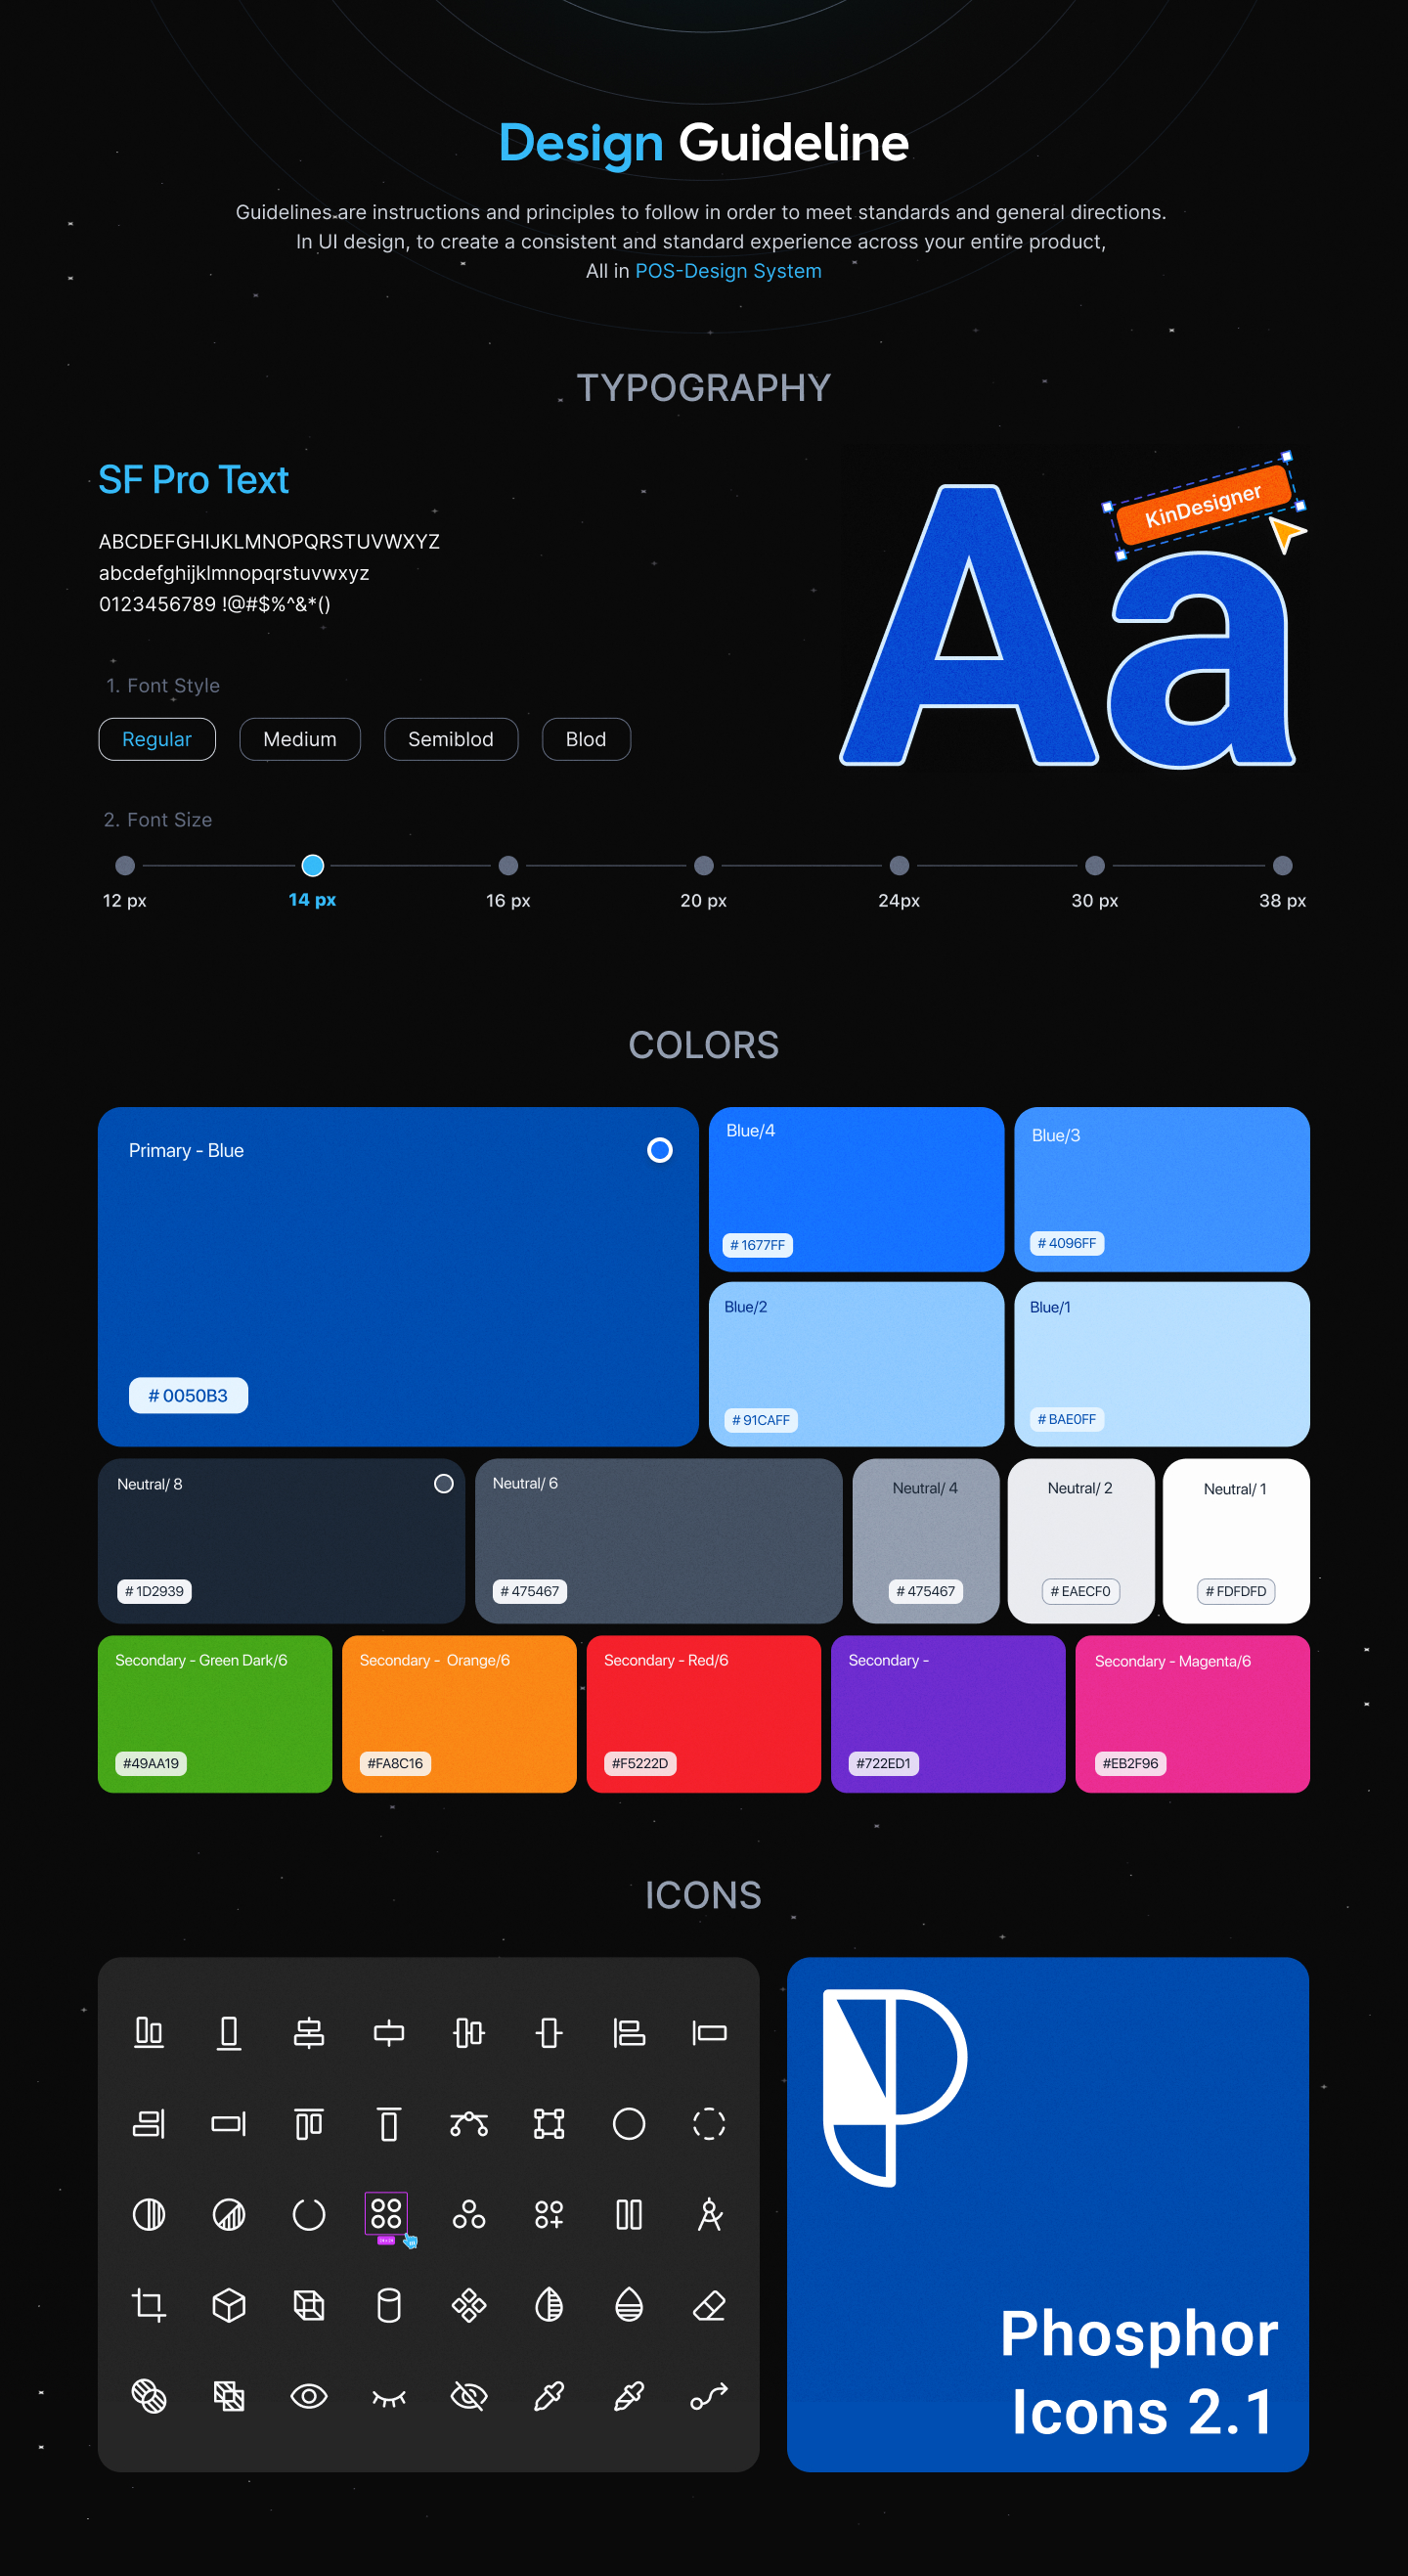 Design Guideline
Guidelines are instructions and principles to follow in order to meet standards and general directions.
In UI design, to create a consistent and standard experience across your entire product,
All in POS-Design System
TYPOGRAPHY
SF Pro Text
ABCDEFGHIJKLMNOPQRSTUVWXYZ
abcdefghijklmnopqrstuvwxyz
0123456789 !@#$%^&*()
Aa
KinDesigner
1. Font Style
Regular
Medium
Semiblod
Blod
2. Font Size
12 px
14 px
16 px
20 px
24px
30 px
38 px
COLORS
Primary - Blue
# 0050B3
Blue/4
# 1677FF
Blue/3
# 4096FF
Blue/2
# 91CAFF
Blue/1
# BAE0FF
Neutral/ 8
# 1D2939
Neutral/ 6
# 475467
Neutral/ 4
# 475467
Neutral/ 2
# EAECF0
Neutral/ 1
# FDFDFD
Secondary - Green Dark/6
#49AA19
Secondary - Orange/6
#FA8C16
Secondary - Red/6
#F5222D
Secondary -
#722ED1
Secondary - Magenta/6
#EB2F96
ICONS
Phosphor
Icons 2.1